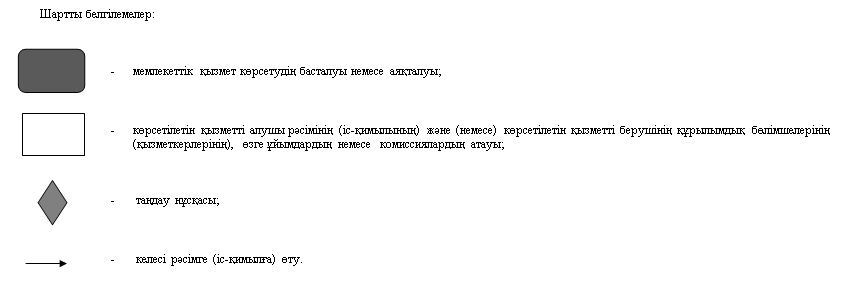 Шартты белгілемелер:
- мемлекеттік қызмет көрсетудің басталуы немесе аяқталуы;
- көрсетілетін қызметті алушы рәсімінің (іс-қимылының) және (немесе) көрсетілетін қызметті берушінің құрылымдық бөлімшелерінің
(қызметкерлерінің), өзге ұйымдардың немесе комиссиялардың атауы;
- таңдау нұсқасы;
- келесі рәсімге (іс-қимылға) өту.